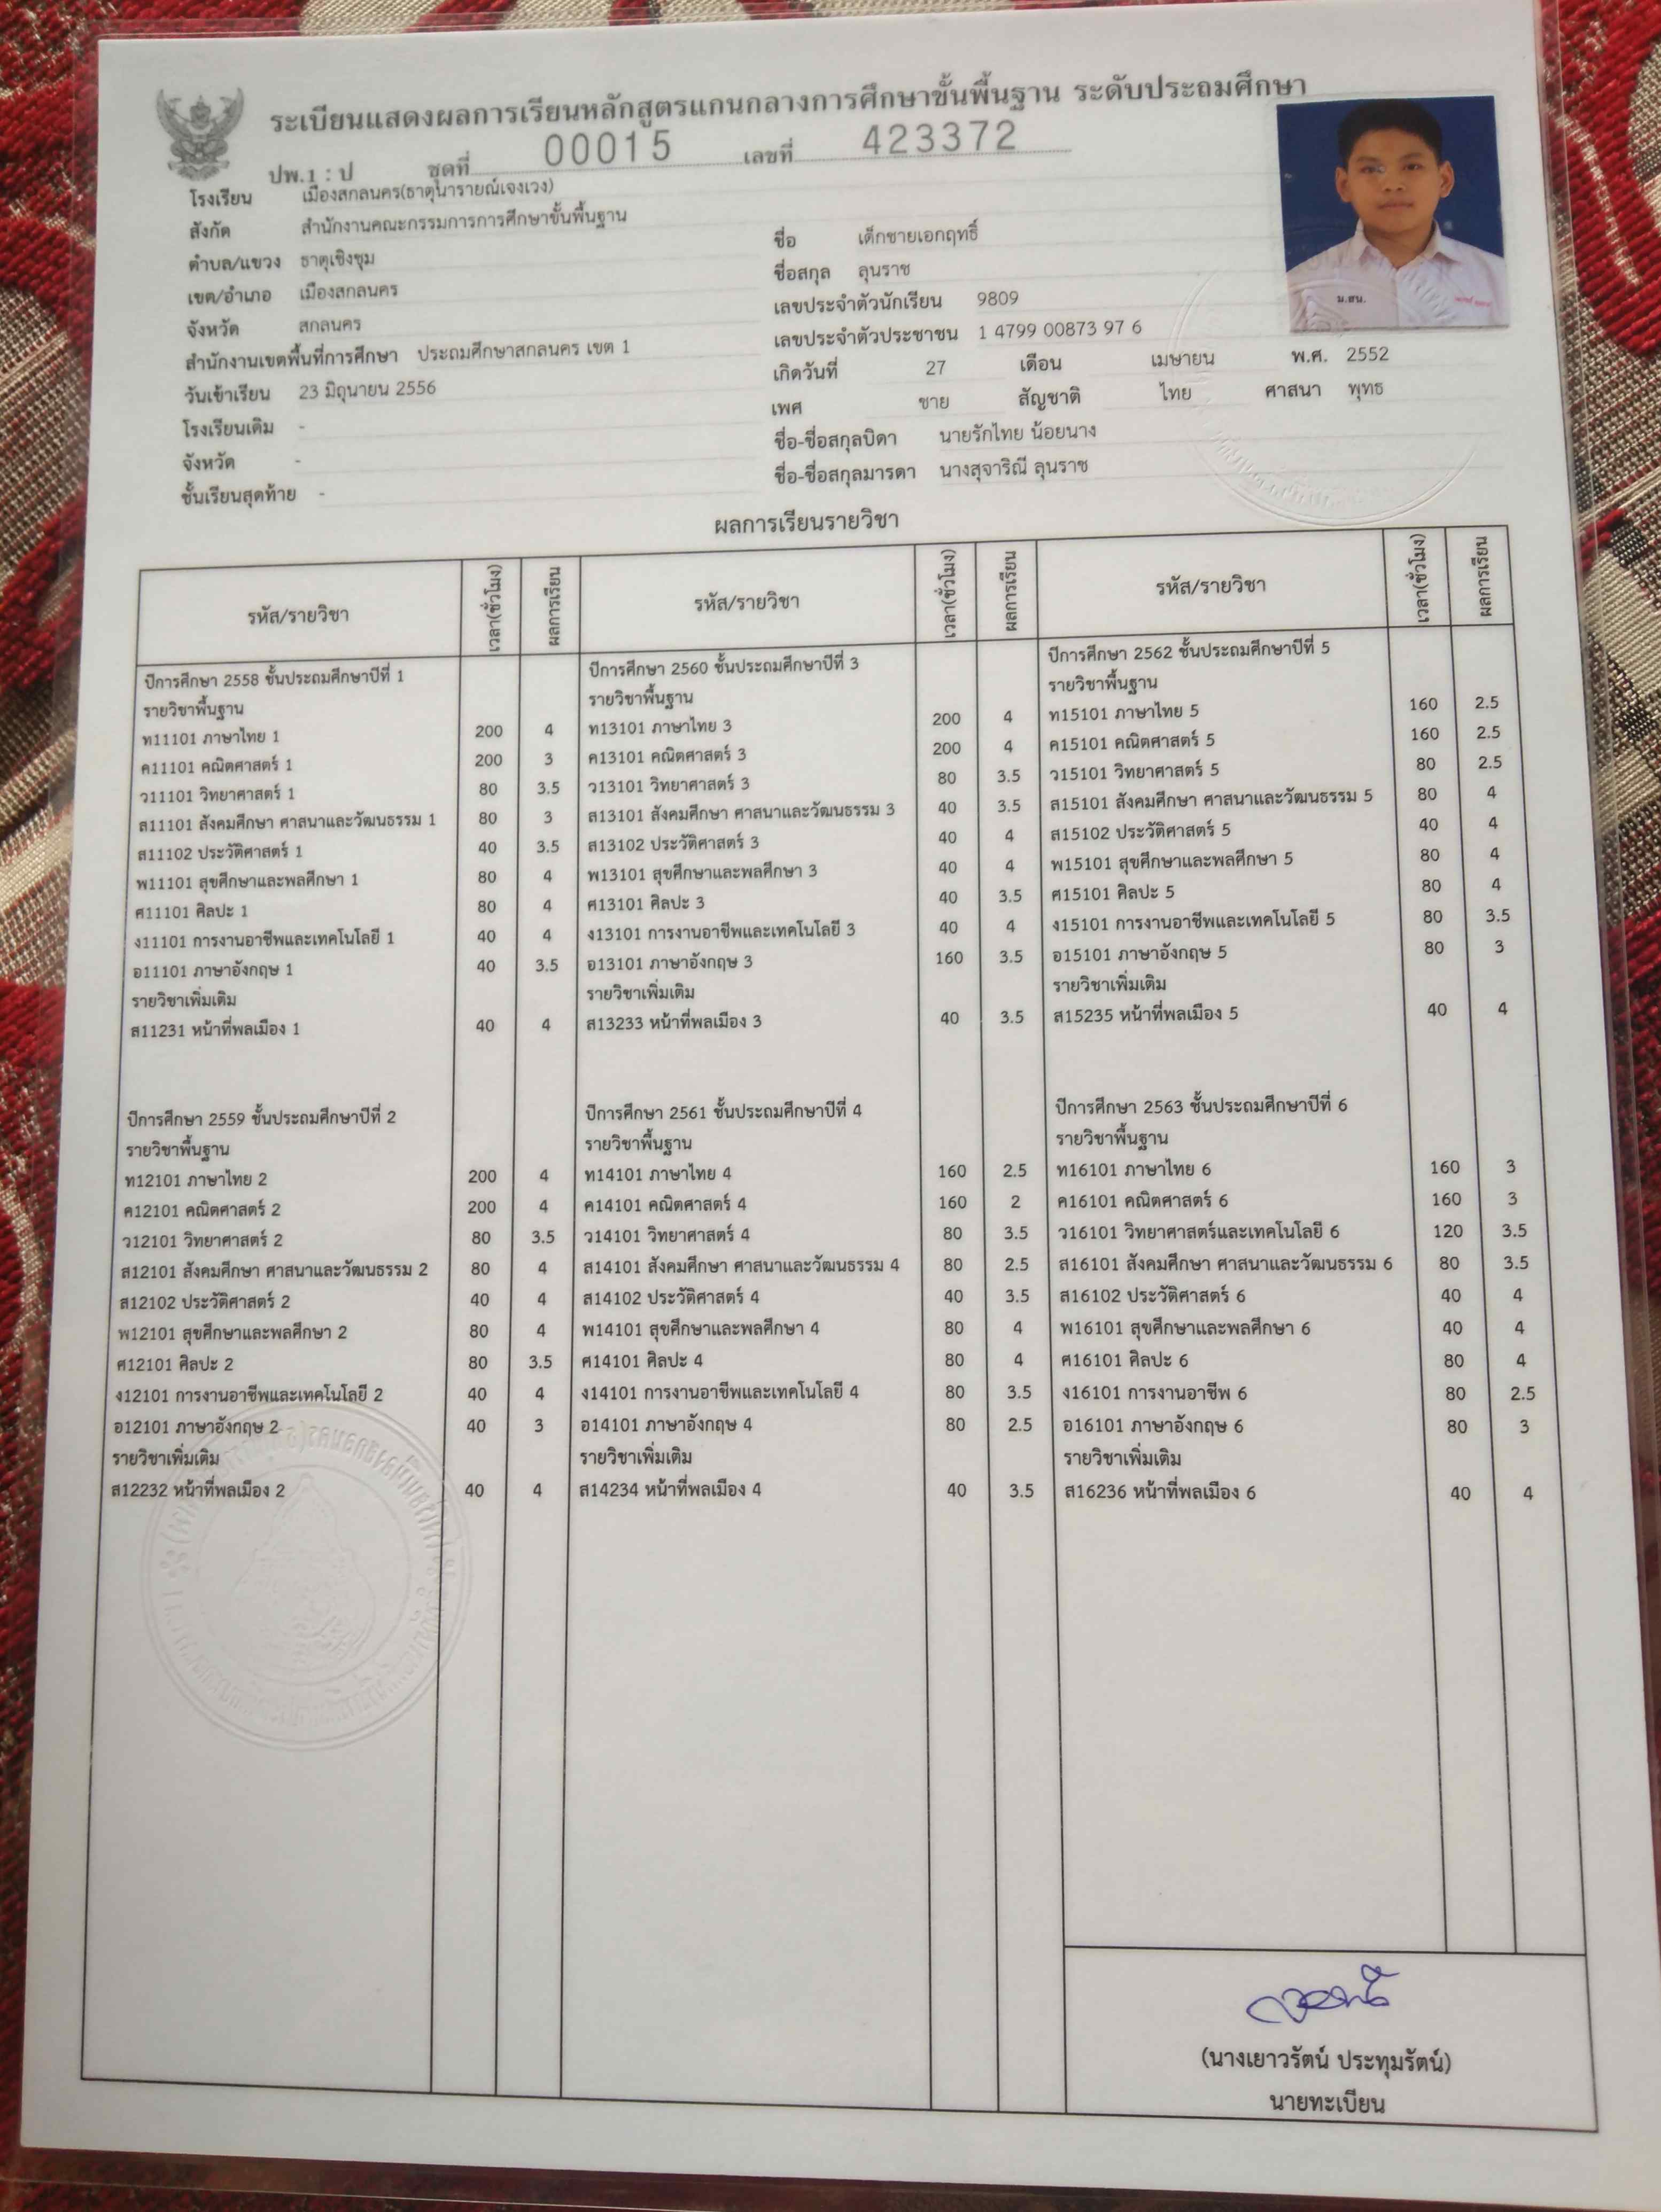 ระเบียนแสดงผลการเรียนหลักสูตรแกนกลางการศึกษาขั้นพื้นฐาน ระดับประถมศึกษา
ปพ.1 : ป ชุดที่ 00015 เลขที่ 423372
โรงเรียน เมืองสกลนคร(ธาตุนารายณ์เจงเวง)
สังกัด สำนักงานคณะกรรมการการศึกษาขั้นพื้นฐาน
ตำบล/แขวง ธาตุเชิงชุม
เขต/อำเภอ เมืองสกลนคร
จังหวัด สกลนคร
สำนักงานเขตพื้นที่การศึกษา ประถมศึกษาสกลนคร เขต 1
วันเข้าเรียน 23 มิถุนายน 2556
โรงเรียนเดิม -
จังหวัด -
ชั้นเรียนสุดท้าย -
ชื่อ เด็กชายเอกฤทธิ์
ชื่อสกุล ลุนราช
เลขประจำตัวนักเรียน 9809
เลขประจำตัวประชาชน 1 4799 00873 97 6
เกิดวันที่ 27 เดือน เมษายน พ.ศ. 2552
เพศ ชาย สัญชาติ ไทย ศาสนา พุทธ
ชื่อ-ชื่อสกุลบิดา นายรักไทย น้อยนาง
ชื่อ-ชื่อสกุลมารดา นางสุจาริณี ลุนราช
ม.สน.
ผลการเรียนรายวิชา
รหัส/รายวิชา เวลา(ชั่วโมง) ผลการเรียน
ปีการศึกษา 2558 ชั้นประถมศึกษาปีที่ 1
รายวิชาพื้นฐาน
ท11101 ภาษาไทย 1 200 4
ค11101 คณิตศาสตร์ 1 200 3
ว11101 วิทยาศาสตร์ 1 80 3.5
ส11101 สังคมศึกษา ศาสนาและวัฒนธรรม 1 80 3
ส11102 ประวัติศาสตร์ 1 40 3.5
พ11101 สุขศึกษาและพลศึกษา 1 80 4
ศ11101 ศิลปะ 1 80 4
ง11101 การงานอาชีพและเทคโนโลยี 1 40 4
อ11101 ภาษาอังกฤษ 1 40 3.5
รายวิชาเพิ่มเติม
ส11231 หน้าที่พลเมือง 1 40 4
ปีการศึกษา 2559 ชั้นประถมศึกษาปีที่ 2
รายวิชาพื้นฐาน
ท12101 ภาษาไทย 2 200 4
ค12101 คณิตศาสตร์ 2 200 4
ว12101 วิทยาศาสตร์ 2 80 3.5
ส12101 สังคมศึกษา ศาสนาและวัฒนธรรม 2 80 4
ส12102 ประวัติศาสตร์ 2 40 4
พ12101 สุขศึกษาและพลศึกษา 2 80 4
ศ12101 ศิลปะ 2 80 3.5
ง12101 การงานอาชีพและเทคโนโลยี 2 40 4
อ12101 ภาษาอังกฤษ 2 40 3
รายวิชาเพิ่มเติม
ส12232 หน้าที่พลเมือง 2 40 4
รหัส/รายวิชา เวลา(ชั่วโมง) ผลการเรียน
ปีการศึกษา 2560 ชั้นประถมศึกษาปีที่ 3
รายวิชาพื้นฐาน
ท13101 ภาษาไทย 3 200 4
ค13101 คณิตศาสตร์ 3 200 4
ว13101 วิทยาศาสตร์ 3 80 3.5
ส13101 สังคมศึกษา ศาสนาและวัฒนธรรม 3 40 3.5
ส13102 ประวัติศาสตร์ 3 40 4
พ13101 สุขศึกษาและพลศึกษา 3 40 4
ศ13101 ศิลปะ 3 40 3.5
ง13101 การงานอาชีพและเทคโนโลยี 3 40 4
อ13101 ภาษาอังกฤษ 3 160 3.5
รายวิชาเพิ่มเติม
ส13233 หน้าที่พลเมือง 3 40 3.5
ปีการศึกษา 2561 ชั้นประถมศึกษาปีที่ 4
รายวิชาพื้นฐาน
ท14101 ภาษาไทย 4 160 2.5
ค14101 คณิตศาสตร์ 4 160 2
ว14101 วิทยาศาสตร์ 4 80 3.5
ส14101 สังคมศึกษา ศาสนาและวัฒนธรรม 4 80 2.5
ส14102 ประวัติศาสตร์ 4 40 3.5
พ14101 สุขศึกษาและพลศึกษา 4 80 4
ศ14101 ศิลปะ 4 80 4
ง14101 การงานอาชีพและเทคโนโลยี 4 80 3.5
อ14101 ภาษาอังกฤษ 4 80 2.5
รายวิชาเพิ่มเติม
ส14234 หน้าที่พลเมือง 4 40 3.5
รหัส/รายวิชา เวลา(ชั่วโมง) ผลการเรียน
ปีการศึกษา 2562 ชั้นประถมศึกษาปีที่ 5
รายวิชาพื้นฐาน
ท15101 ภาษาไทย 5 160 2.5
ค15101 คณิตศาสตร์ 5 160 2.5
ว15101 วิทยาศาสตร์ 5 80 2.5
ส15101 สังคมศึกษา ศาสนาและวัฒนธรรม 5 80 4
ส15102 ประวัติศาสตร์ 5 40 4
พ15101 สุขศึกษาและพลศึกษา 5 80 4
ศ15101 ศิลปะ 5 80 4
ง15101 การงานอาชีพและเทคโนโลยี 5 80 3.5
อ15101 ภาษาอังกฤษ 5 80 3
รายวิชาเพิ่มเติม
ส15235 หน้าที่พลเมือง 5 40 4
ปีการศึกษา 2563 ชั้นประถมศึกษาปีที่ 6
รายวิชาพื้นฐาน
ท16101 ภาษาไทย 6 160 3
ค16101 คณิตศาสตร์ 6 160 3
ว16101 วิทยาศาสตร์และเทคโนโลยี 6 120 3.5
ส16101 สังคมศึกษา ศาสนาและวัฒนธรรม 6 80 3.5
ส16102 ประวัติศาสตร์ 6 40 4
พ16101 สุขศึกษาและพลศึกษา 6 40 4
ศ16101 ศิลปะ 6 80 4
ง16101 การงานอาชีพ 6 80 2.5
อ16101 ภาษาอังกฤษ 6 80 3
รายวิชาเพิ่มเติม
ส16236 หน้าที่พลเมือง 6 40 4
(นางเยาวรัตน์ ประทุมรัตน์)
นายทะเบียน